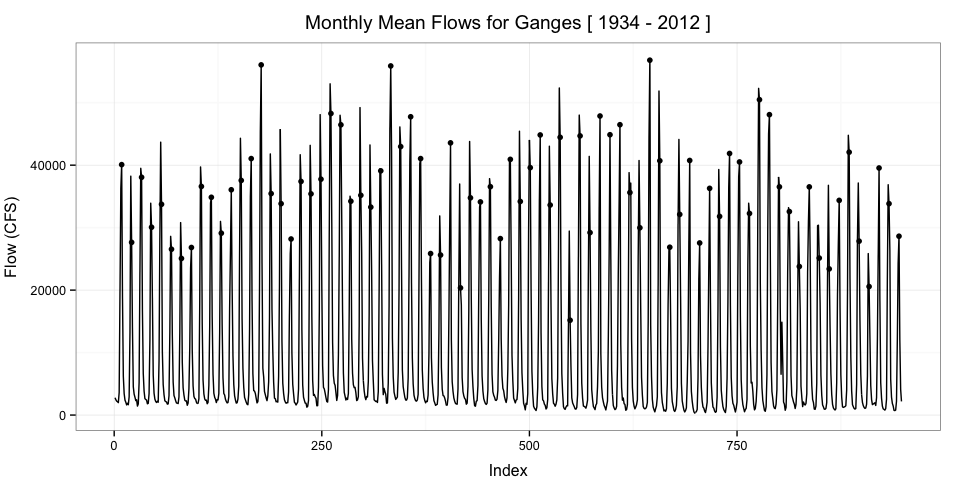 Monthly Mean Flows for Ganges [ 1934 - 2012 ]
Flow (CFS)
40000
20000
0
0 250 500 750
Index